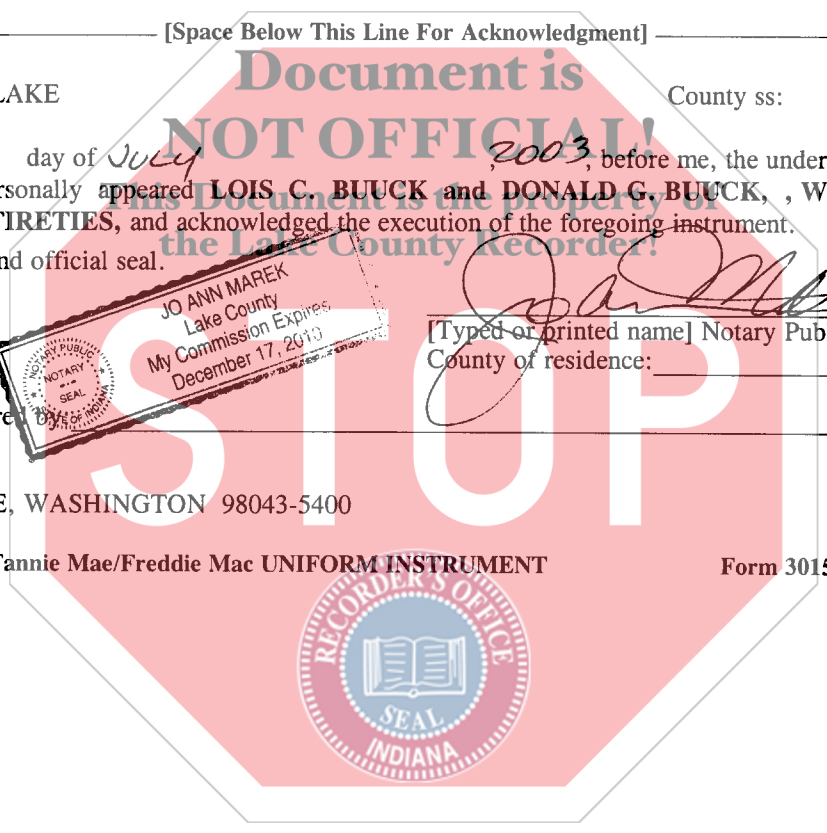 [Space Below This Line For Acknowledgment]
Document is
LAKE County ss:
NOT OFFICIAL!
day of JULY ,2003, before me, the under
rsonally appeared LOIS C. BUUCK and DONALD G. BUUCK, , W
This Document is the property of
TIRETIES, and acknowledged the execution of the foregoing instrument.
the Lake County Recorder!
nd official seal.
JO ANN MAREK
Lake County
My Commission Expires
December 17, 2010
NOTARY PUBLIC
NOTARY
SEAL
STATE OF INDIANA
[Typed or printed name] Notary Pub
County of residence:
red by:
STOP
E, WASHINGTON 98043-5400
Fannie Mae/Freddie Mac UNIFORM INSTRUMENT Form 3015
RECORDER'S OFFICE
SEAL
INDIANA